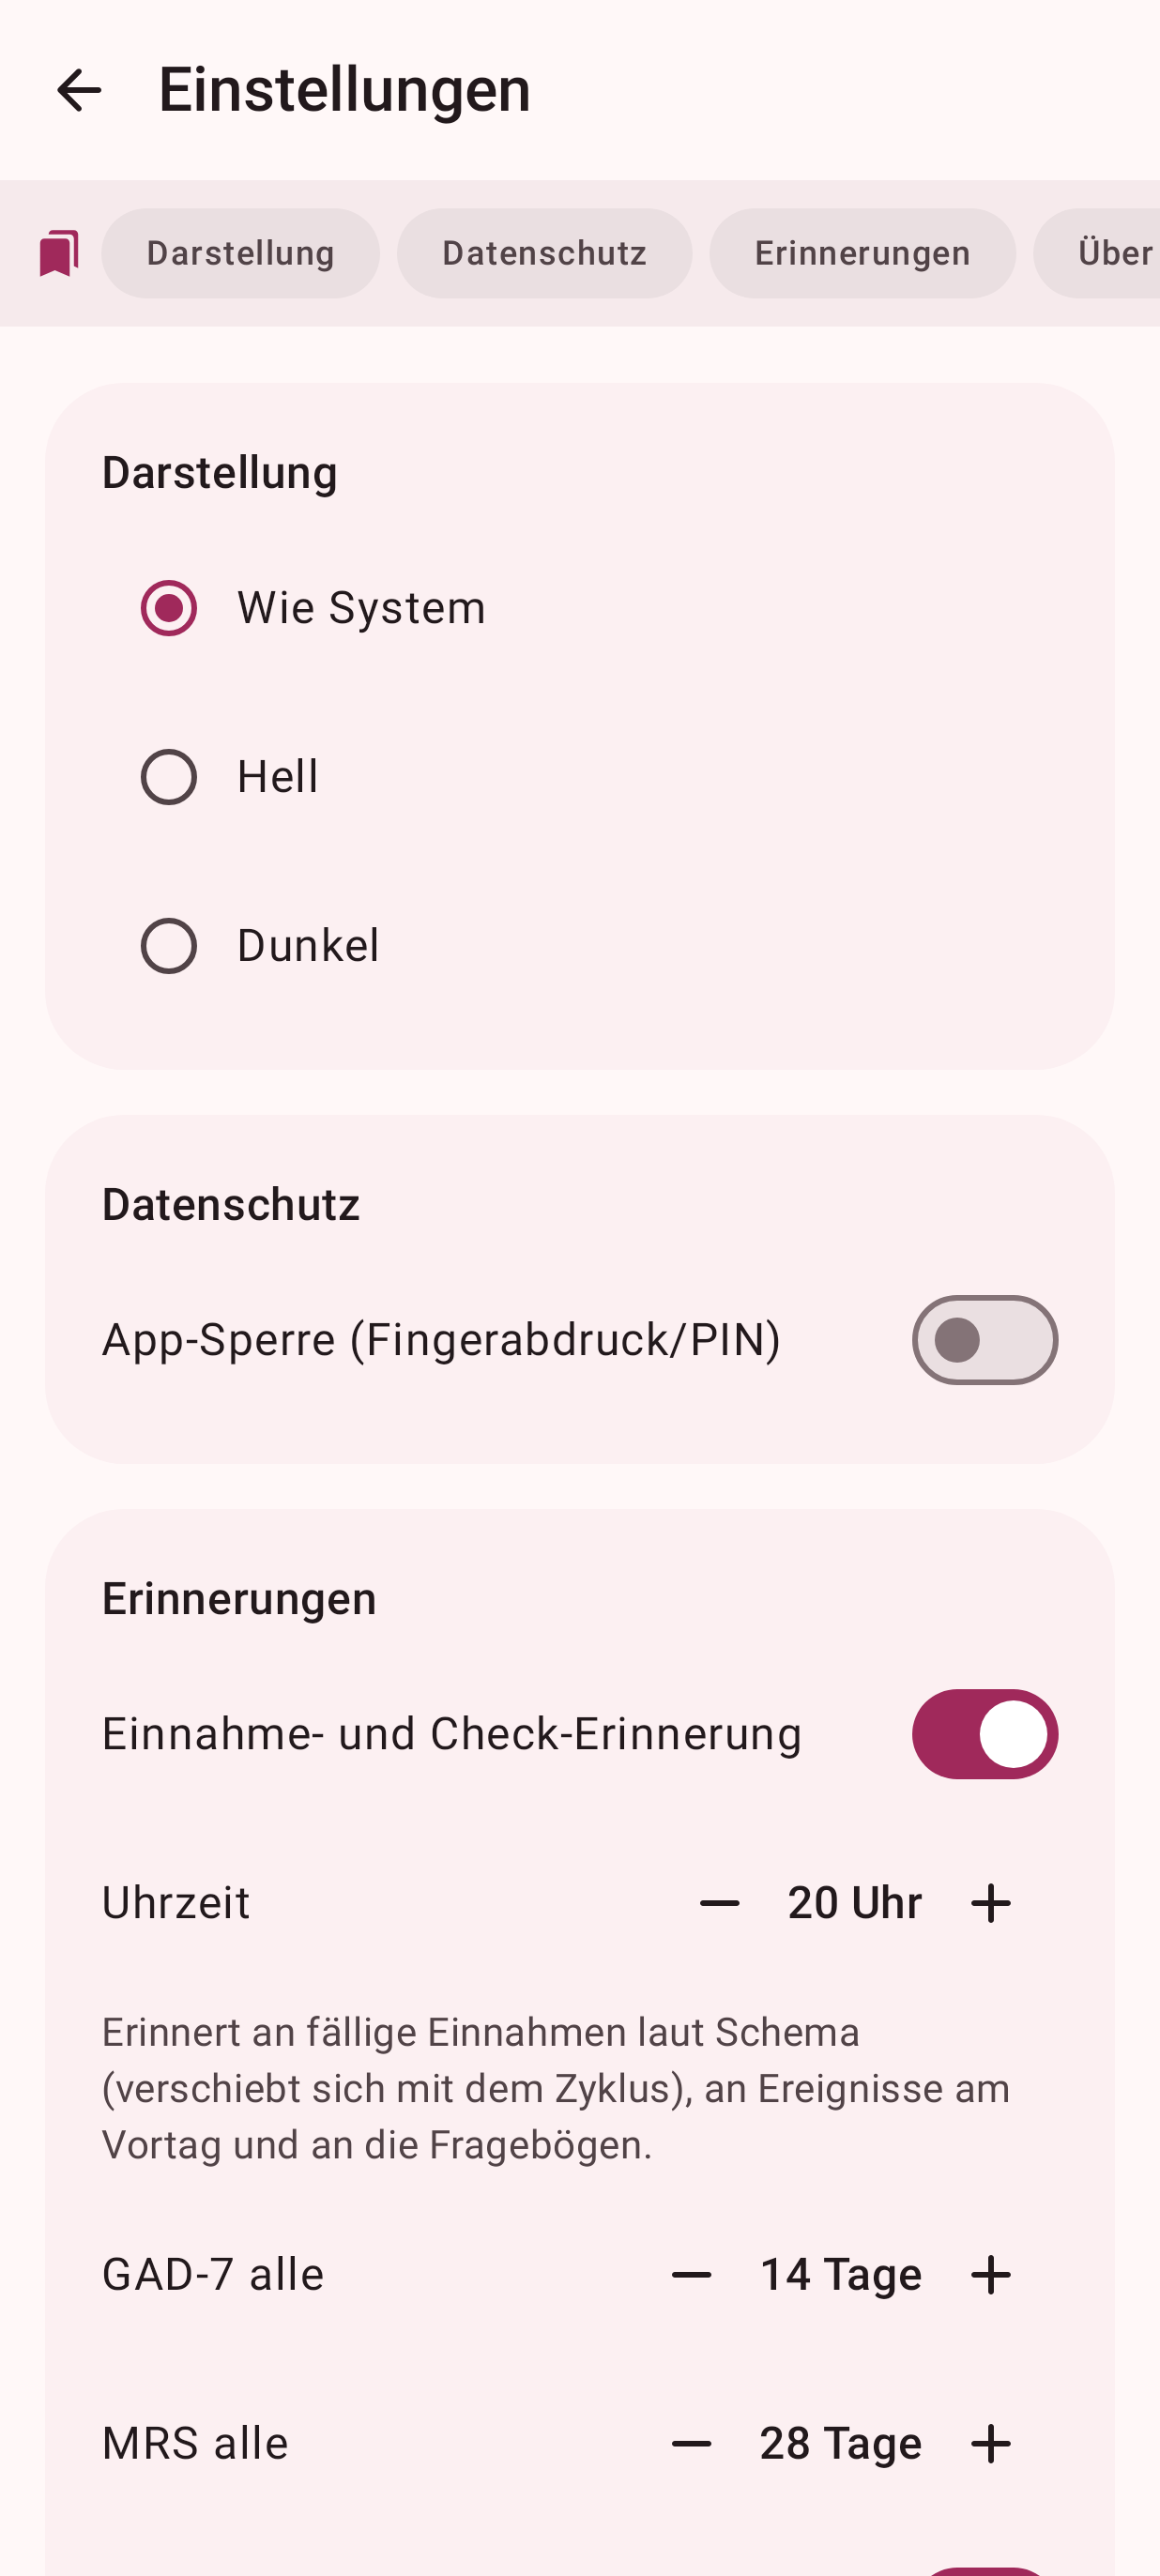 Einstellungen
Darstellung
Datenschutz
Erinnerungen
Über
Darstellung
Wie System
Hell
Dunkel
Datenschutz
App-Sperre (Fingerabdruck/PIN)
Erinnerungen
Einnahme- und Check-Erinnerung
Uhrzeit
20 Uhr
Erinnert an fällige Einnahmen laut Schema
(verschiebt sich mit dem Zyklus), an Ereignisse am
Vortag und an die Fragebögen.
GAD-7 alle
14 Tage
MRS alle
28 Tage